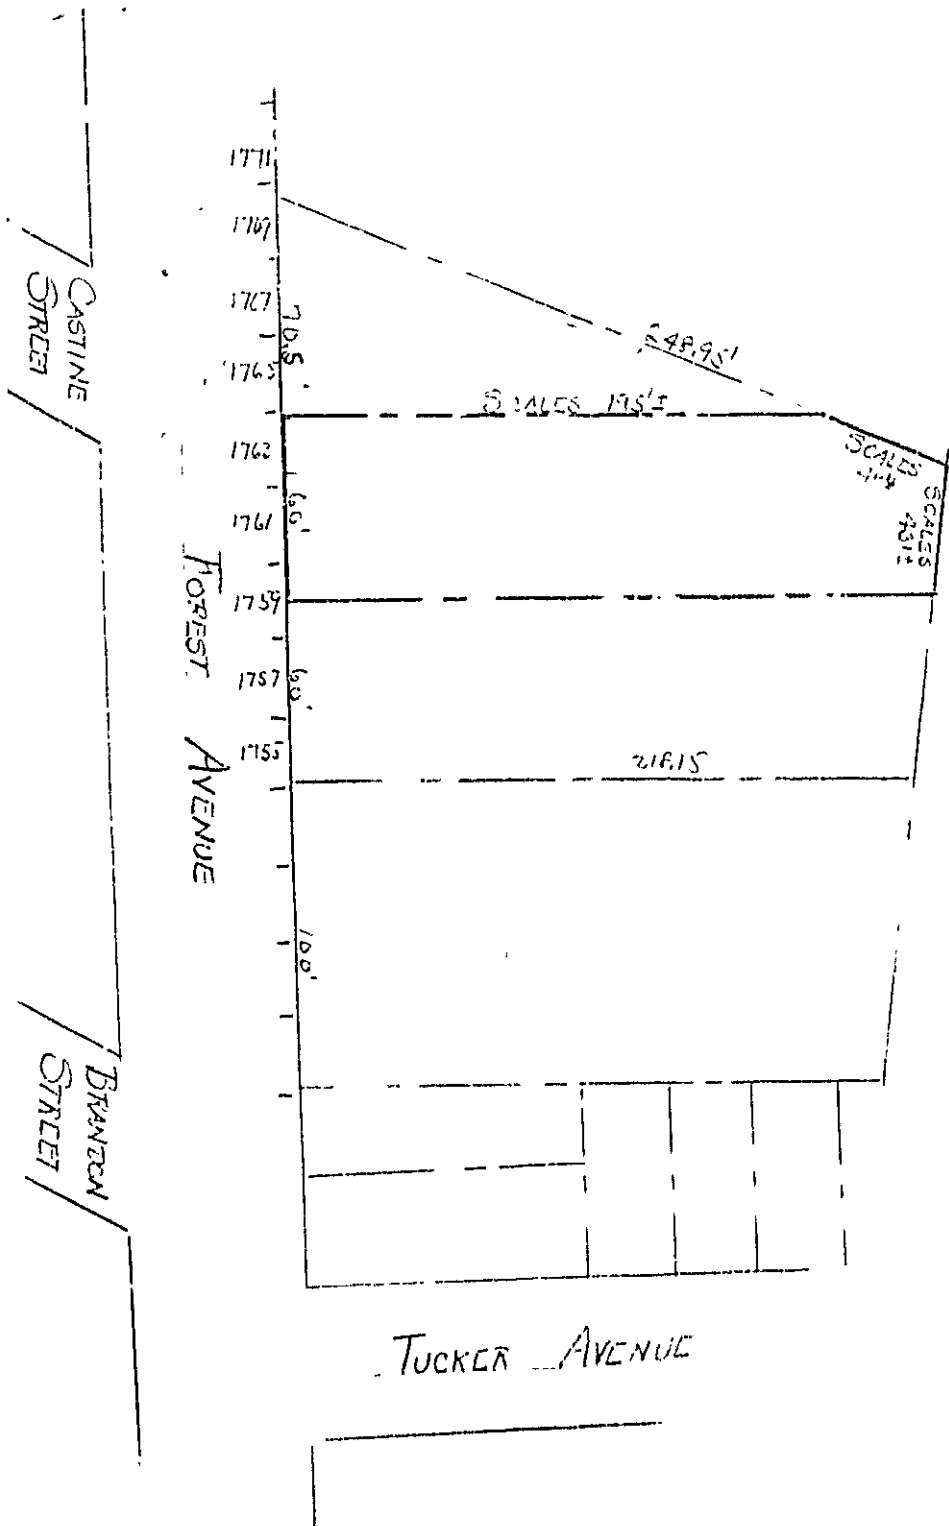 1771
1769
1767
1765
1763
1761
1759
1757
1755
70.5'
60'
60'
100'
248.95'
SCALES 195'±
SCALES
SCALES
43'±
218.15
CASTINE
STREET
FOREST AVENUE
BRANDON
STREET
TUCKER AVENUE